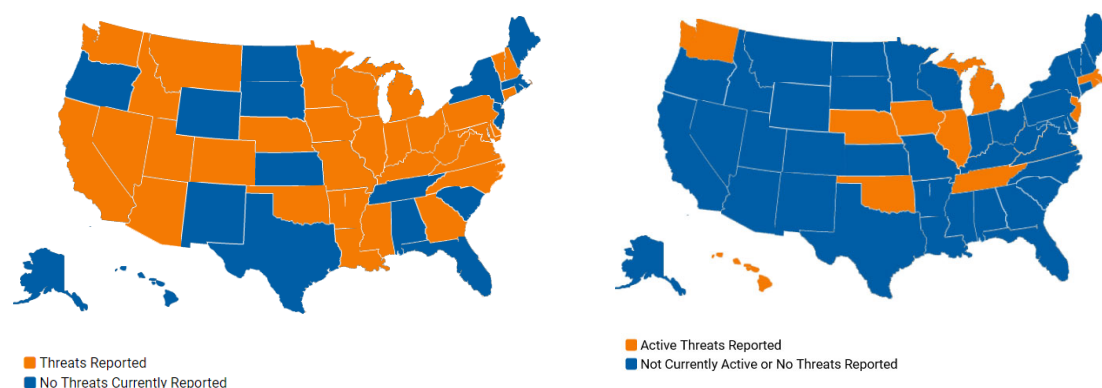 Threats Reported
No Threats Currently Reported
Active Threats Reported
Not Currently Active or No Threats Reported